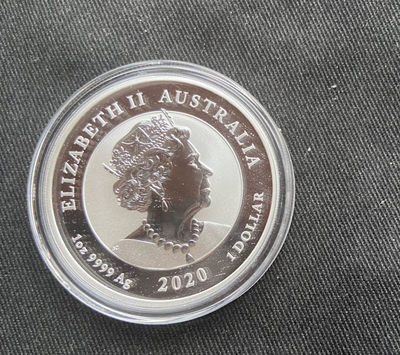 ELIZABETH II AUSTRALIA
1oz 9999 Ag 2020 1 DOLLAR